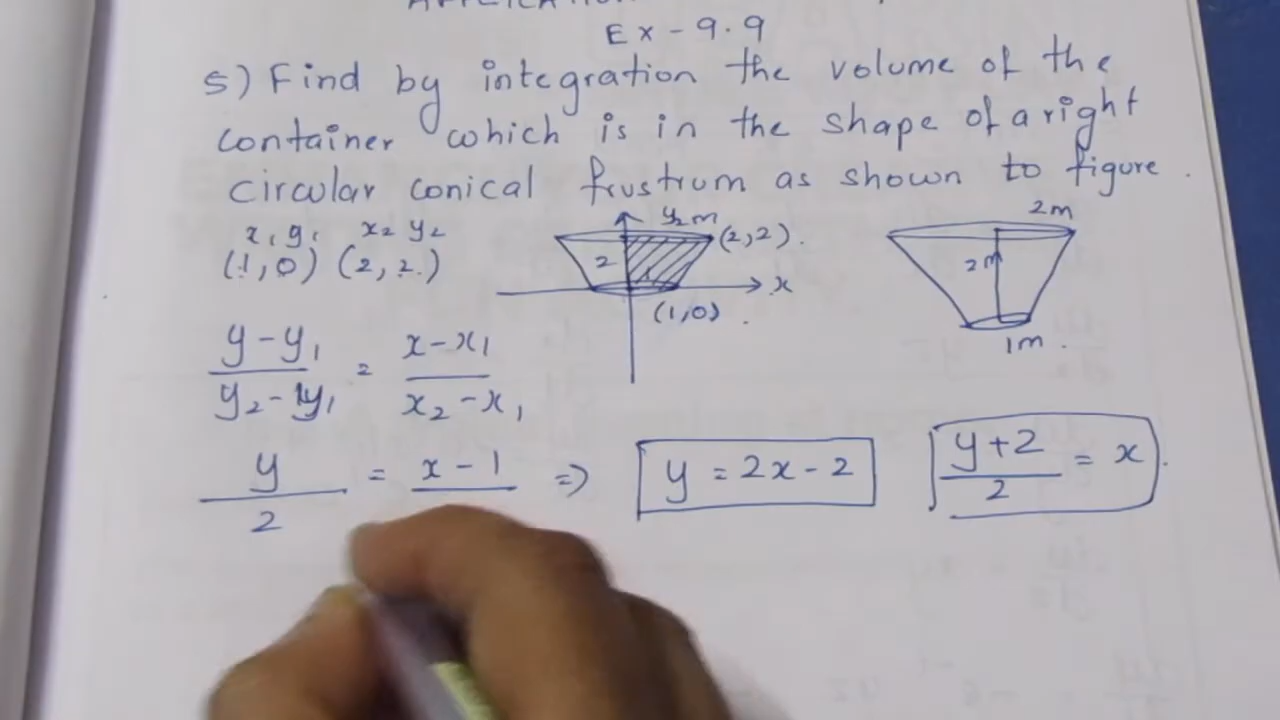 Ex - 9.9
5) Find by integration the volume of the
container which is in the shape of a right
circular conical frustrum as shown to figure.
x₁ y₁ x₂ y₂
(1,0) (2,2)
y₂m
(2,2).
2
x
(1,0).
2m
2m
1m.
y - y₁ / y₂ - y₁ = x - x₁ / x₂ - x₁
y / 2 = x - 1 ⇒ y = 2x - 2
y + 2 / 2 = x.